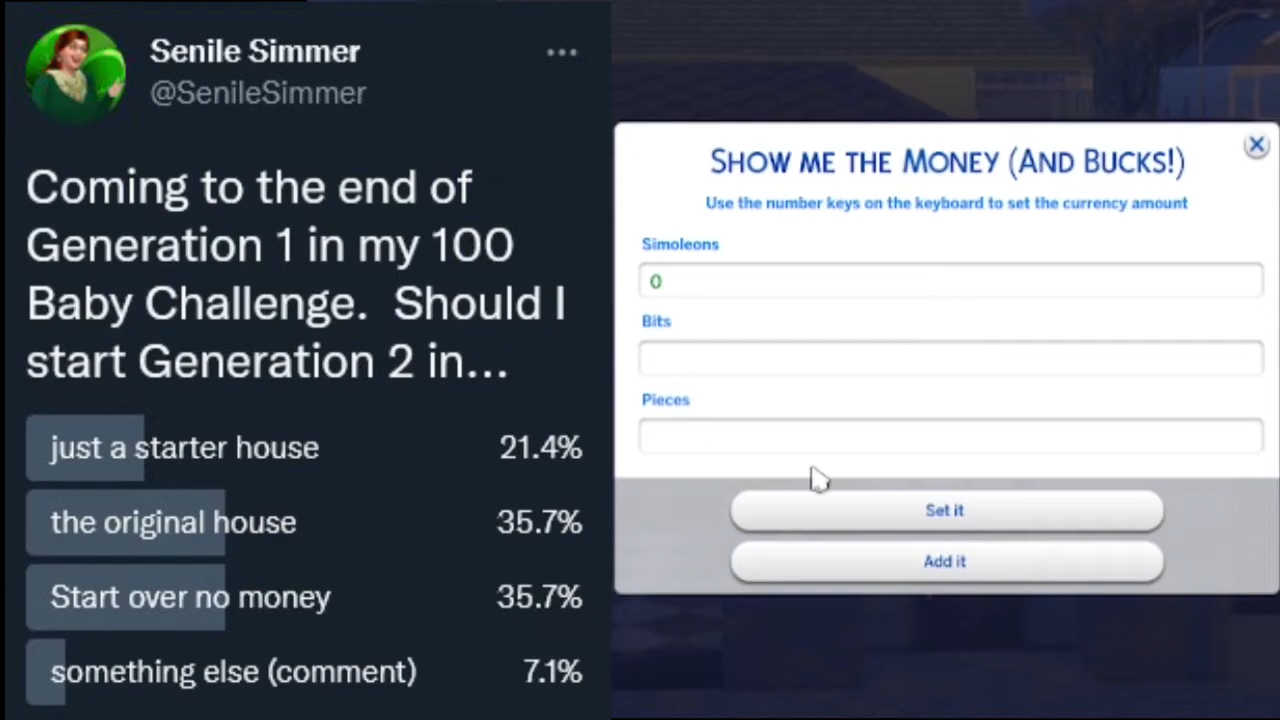 Senile Simmer
@SenileSimmer
Coming to the end of
Generation 1 in my 100
Baby Challenge.  Should I
start Generation 2 in...
just a starter house 21.4%
the original house 35.7%
Start over no money 35.7%
something else (comment) 7.1%
Show me the Money (And Bucks!)
Use the number keys on the keyboard to set the currency amount
Simoleons
0
Bits
Pieces
Set it
Add it